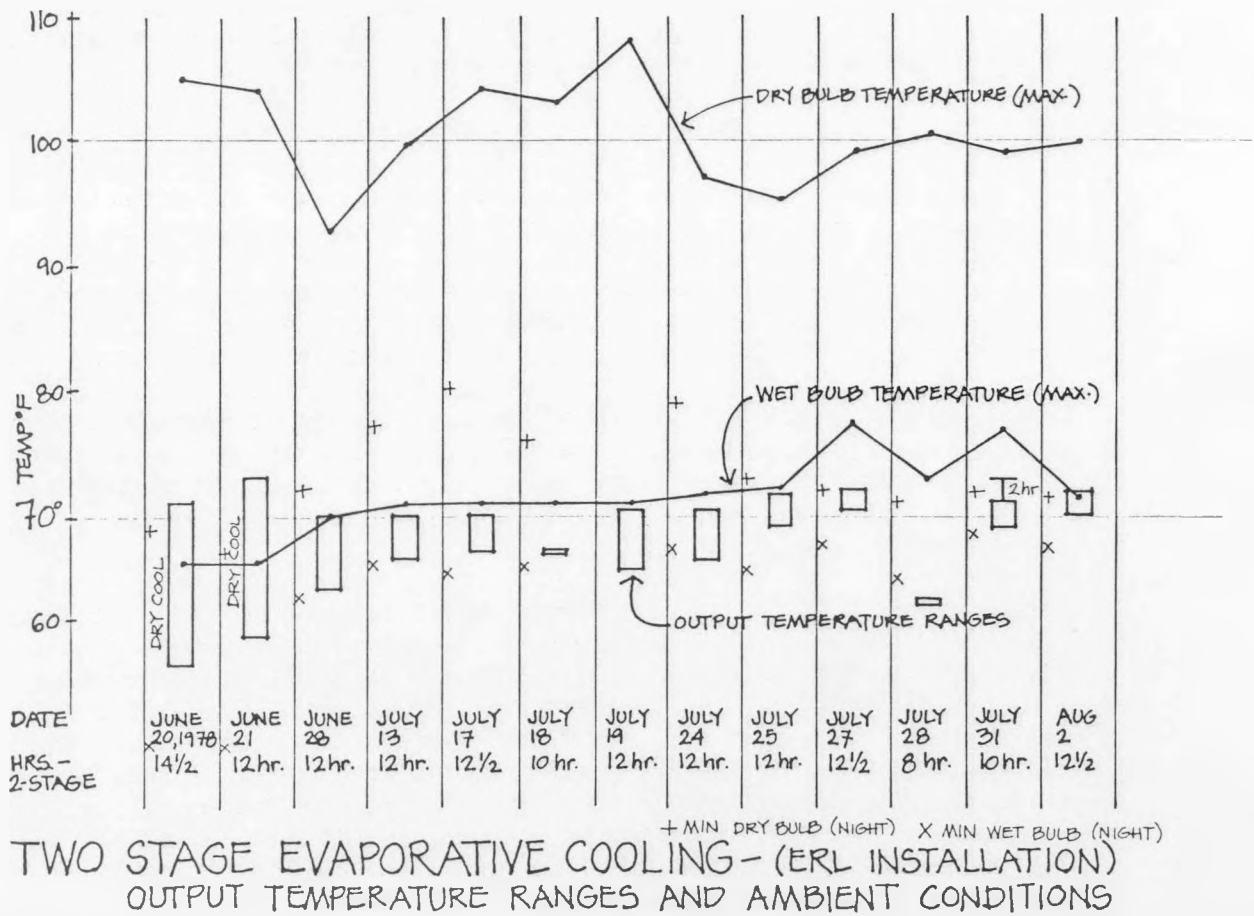 110
DRY BULB TEMPERATURE (MAX.)
100
90
80
WET BULB TEMPERATURE (MAX.)
TEMP°F
70°
2hr
DRY COOL
DRY COOL
60
OUTPUT TEMPERATURE RANGES
DATE JUNE 20,1978 JUNE 21 JUNE 28 JULY 13 JULY 17 JULY 18 JULY 19 JULY 24 JULY 25 JULY 27 JULY 28 JULY 31 AUG 2
HRS.- 2-STAGE 14½ 12hr. 12hr. 12hr. 12½ 10hr. 12hr. 12hr. 12hr. 12½ 8hr. 10hr. 12½
+ MIN DRY BULB (NIGHT) X MIN WET BULB (NIGHT)
TWO STAGE EVAPORATIVE COOLING - (ERL INSTALLATION)
OUTPUT TEMPERATURE RANGES AND AMBIENT CONDITIONS